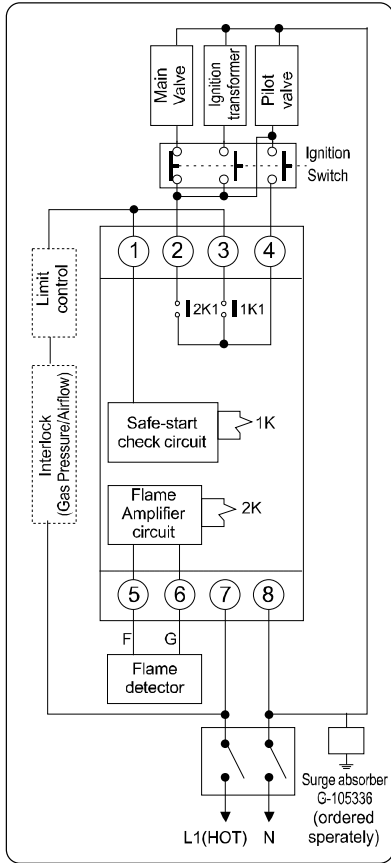 Main
Valve
Ignition
transformer
Pilot
valve
Ignition
Switch
1
2
3
4
Limit
control
2K1
1K1
Interlock
(Gas Pressure/Airflow)
Safe-start
check circuit
1K
Flame
Amplifier
circuit
2K
5
6
7
8
F
G
Flame
detector
Surge absorber
G-105336
(ordered
sperately)
L1(HOT)
N